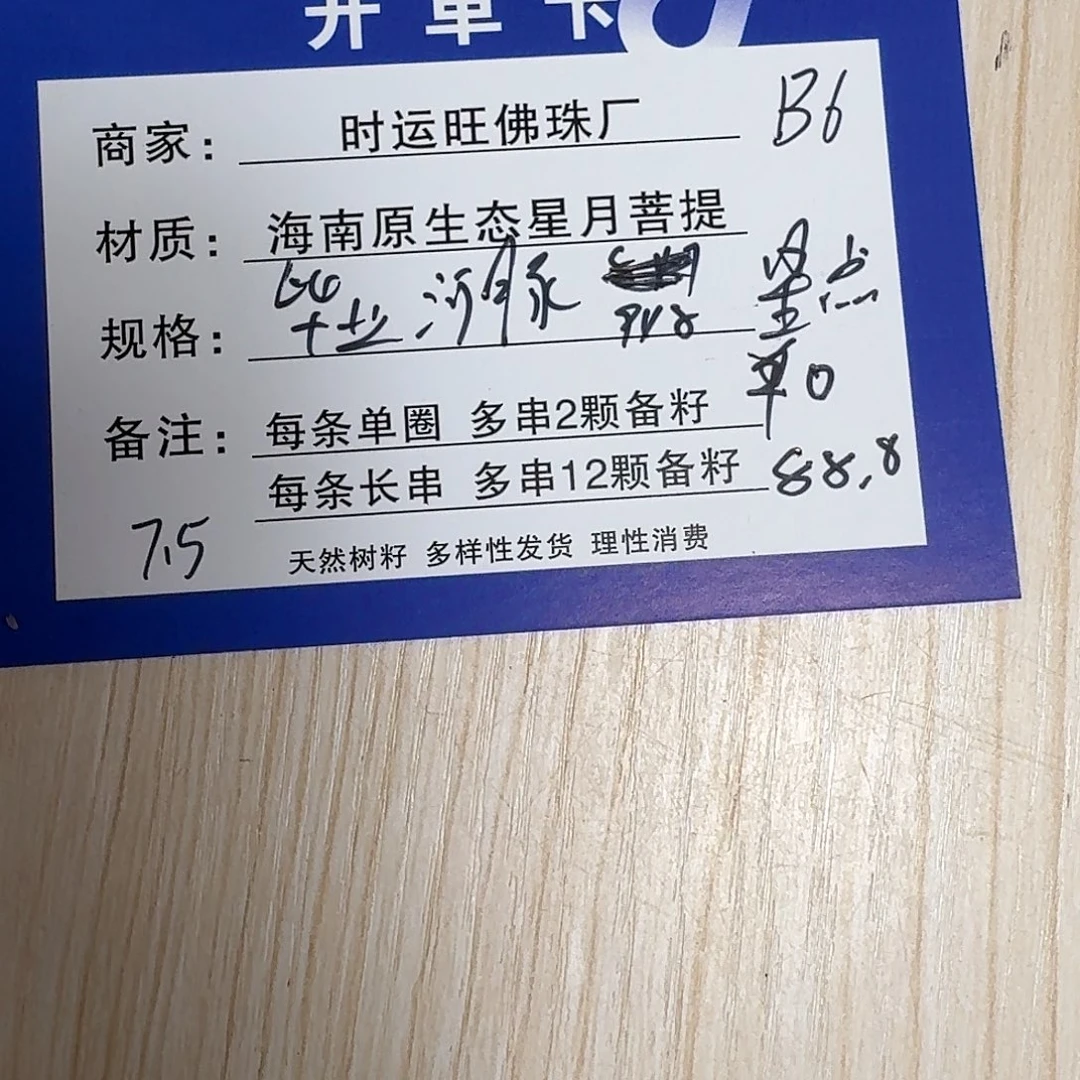 开单卡
商家： 时运旺佛珠厂 B6
材质： 海南原生态星月菩提
规格：
备注： 每条单圈 多串2颗备籽
每条长串 多串12颗备籽 88.8
7.5
天然树籽 多样性发货 理性消费